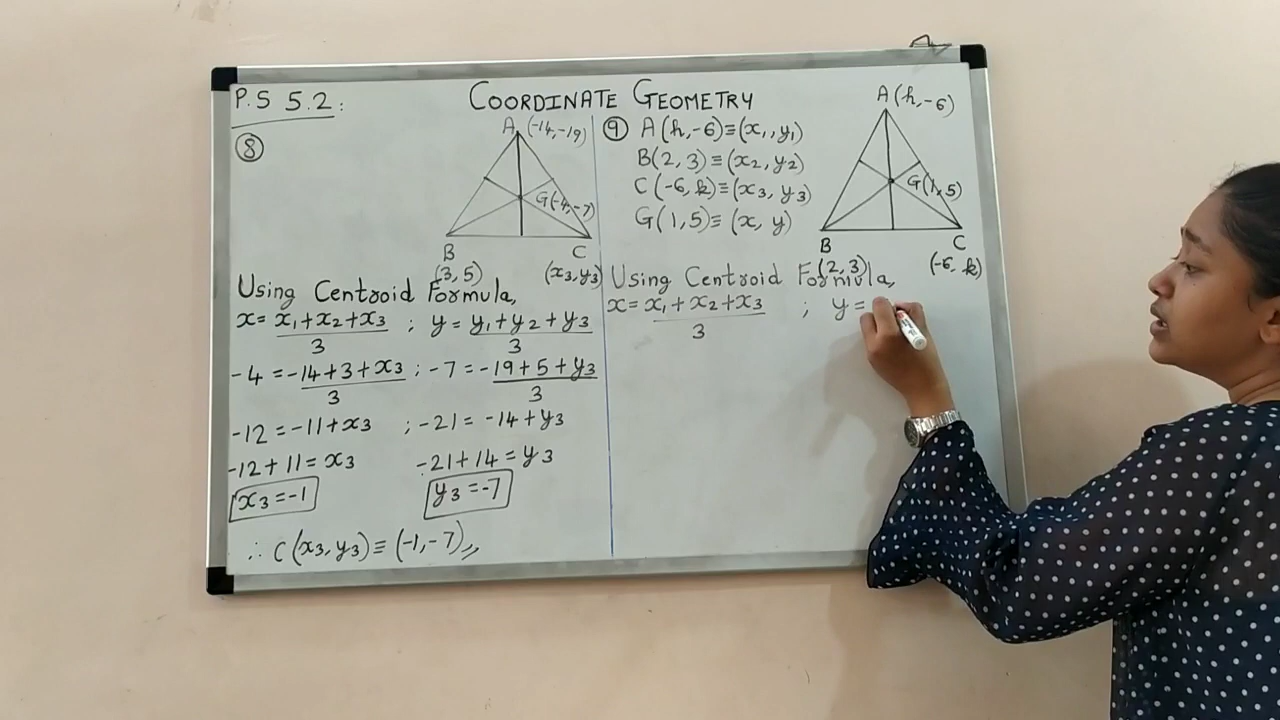 P.S 5.2:
COORDINATE GEOMETRY
⑧
A (-14,-19)
G(-4,-7)
B
C
(3,5)
(x₃,y₃)
Using Centroid Formula,
x = x₁+x₂+x₃/3 ; y = y₁+y₂+y₃/3
-4 = -14+3+x₃/3 ; -7 = -19+5+y₃/3
-12 = -11+x₃ ; -21 = -14+y₃
-12+11 = x₃ -21+14 = y₃
x₃ = -1 y₃ = -7
∴ C(x₃,y₃) ≡ (-1,-7)
⑨ A(h,-6) ≡ (x₁,y₁)
B(2,3) ≡ (x₂,y₂)
C(-6,k) ≡ (x₃,y₃)
G(1,5) ≡ (x,y)
A(h,-6)
G(1,5)
B
C
(2,3)
(-6,k)
Using Centroid Formula,
x = x₁+x₂+x₃/3 ; y =